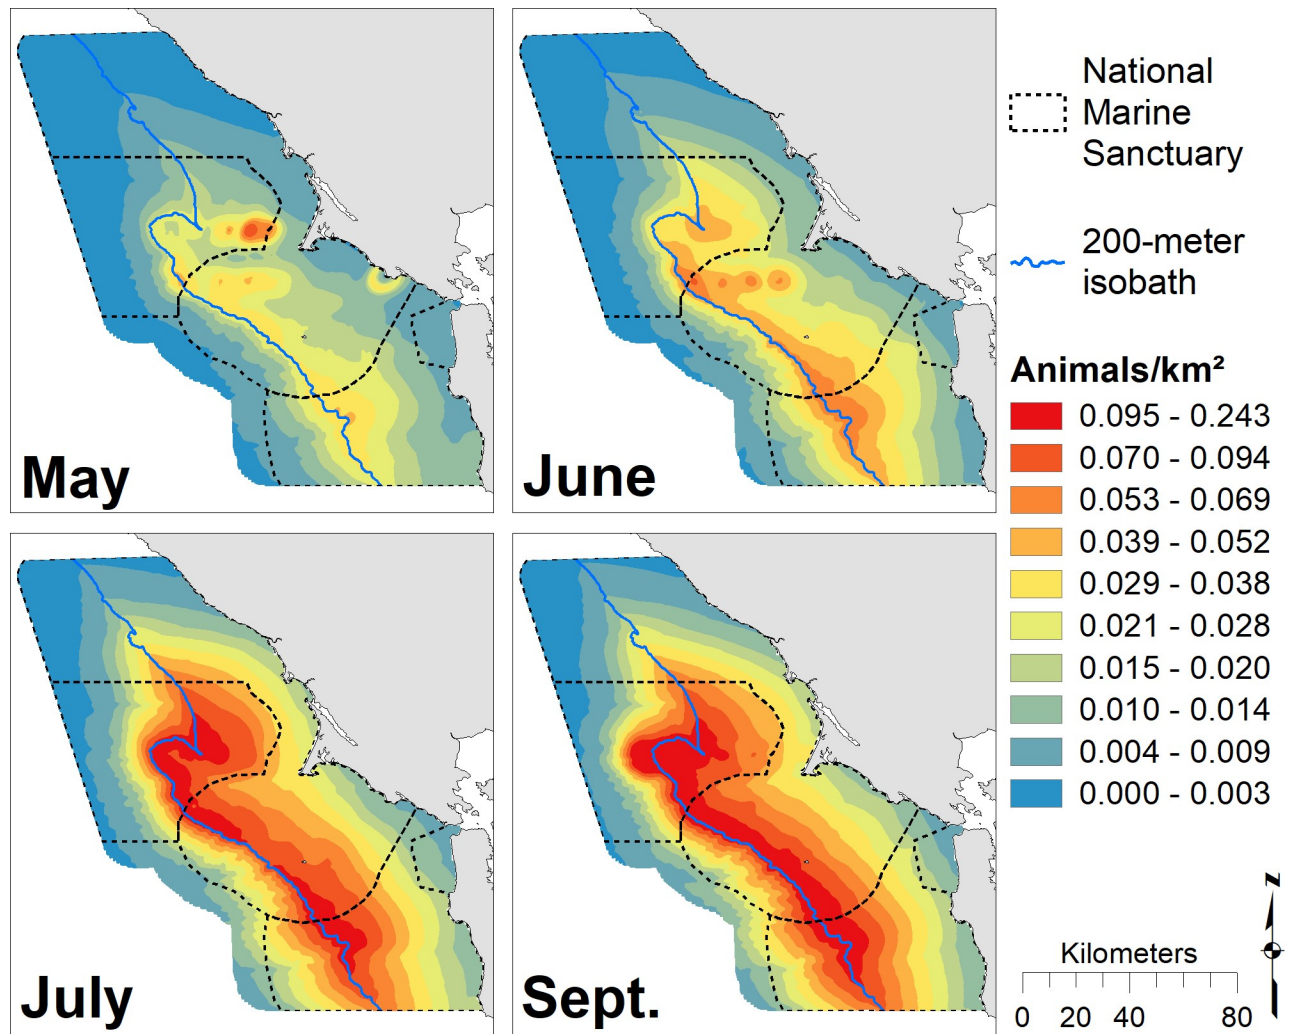 May
June
July
Sept.
National
Marine
Sanctuary
200-meter
isobath
Animals/km²
0.095 - 0.243
0.070 - 0.094
0.053 - 0.069
0.039 - 0.052
0.029 - 0.038
0.021 - 0.028
0.015 - 0.020
0.010 - 0.014
0.004 - 0.009
0.000 - 0.003
N
Kilometers
0 20 40 80